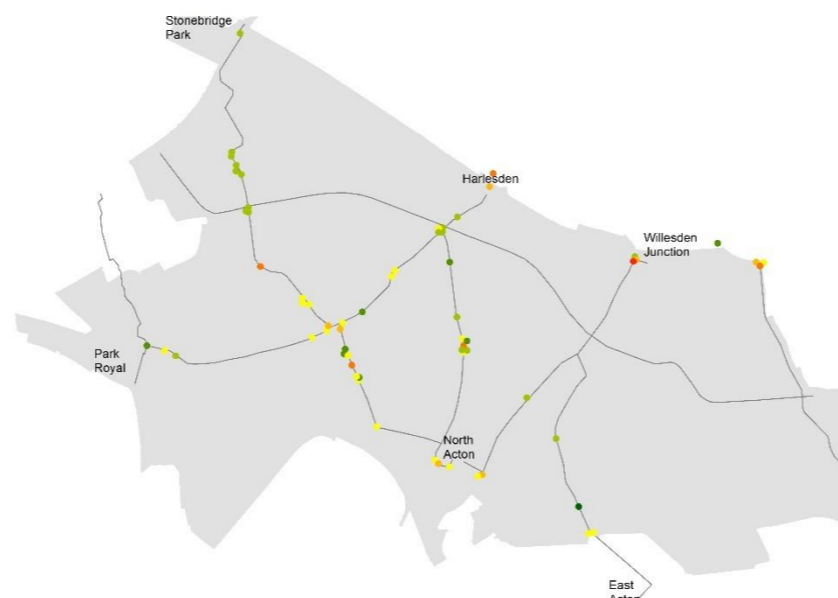 Stonebridge
Park
Harlesden
Willesden
Junction
Park
Royal
North
Acton
East